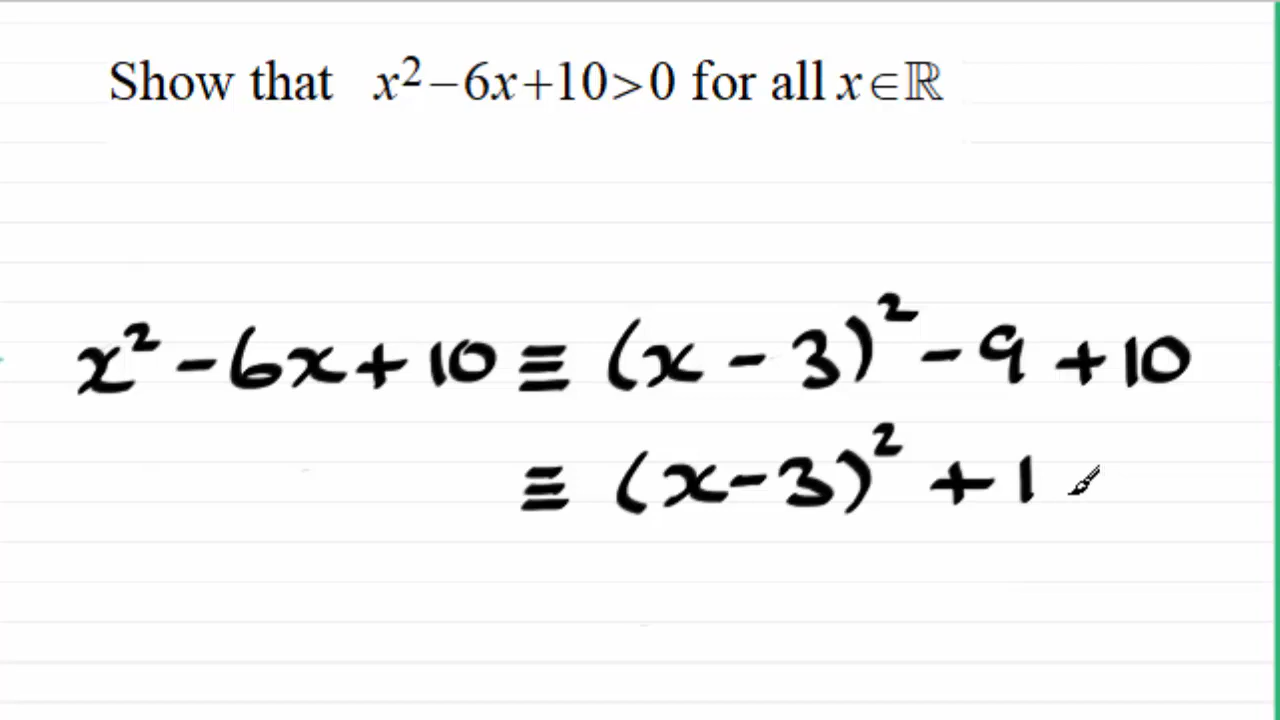 Show that x²−6x+10>0 for all x∈ℝ
x² − 6x + 10 ≡ (x − 3)² − 9 + 10
≡ (x − 3)² + 1